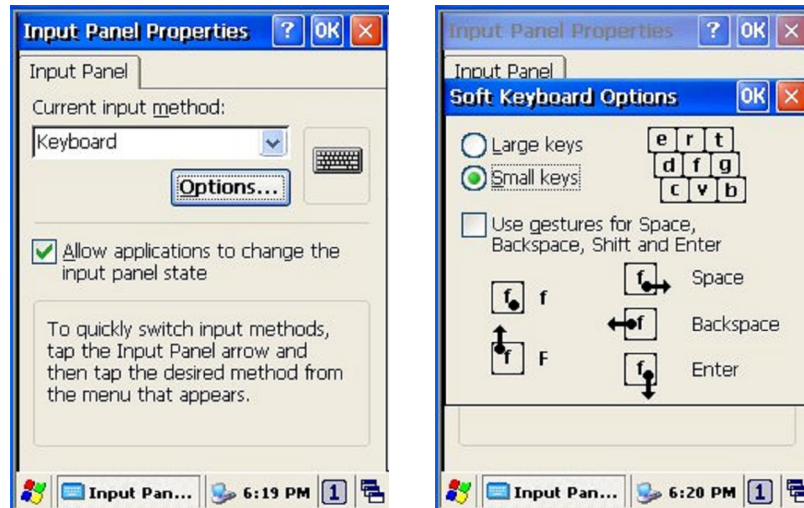 Input Panel Properties ? OK
Input Panel
Current input method:
Keyboard
Options...
Allow applications to change the
input panel state
To quickly switch input methods,
tap the Input Panel arrow and
then tap the desired method from
the menu that appears.
Input Pan... 6:19 PM 1
Input Panel Properties ? OK
Input Panel
Soft Keyboard Options OK
Large keys
Small keys
e r t
d f g
c v b
Use gestures for Space,
Backspace, Shift and Enter
f f
f F
f Space
f Backspace
f Enter
Input Pan... 6:20 PM 1